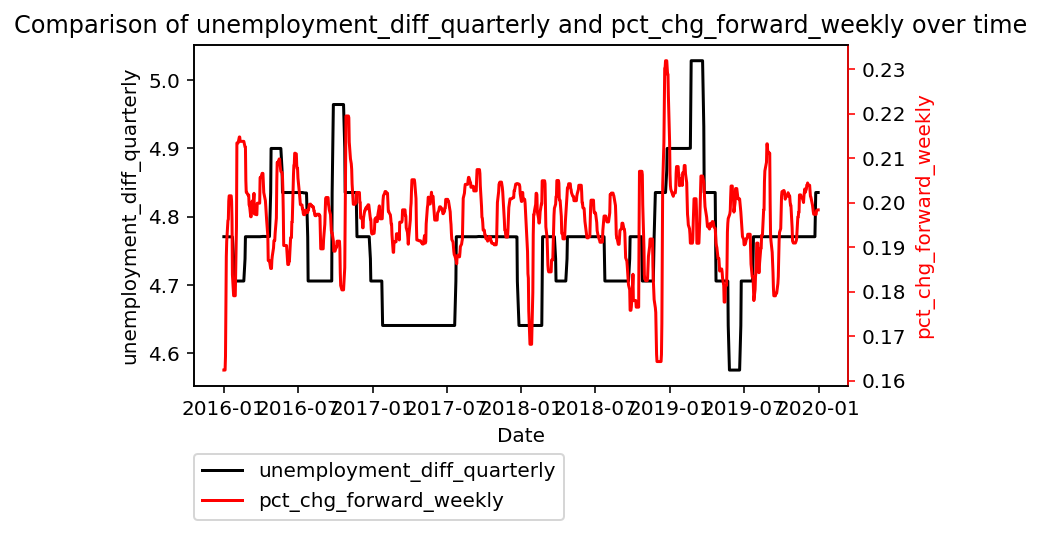 Comparison of unemployment_diff_quarterly and pct_chg_forward_weekly over time
unemployment_diff_quarterly
5.0
4.9
4.8
4.7
4.6
0.23
0.22
0.21
0.20
0.19
0.18
0.17
0.16
pct_chg_forward_weekly
2016-01 2016-07 2017-01 2017-07 2018-01 2018-07 2019-01 2019-07 2020-01
Date
unemployment_diff_quarterly
pct_chg_forward_weekly